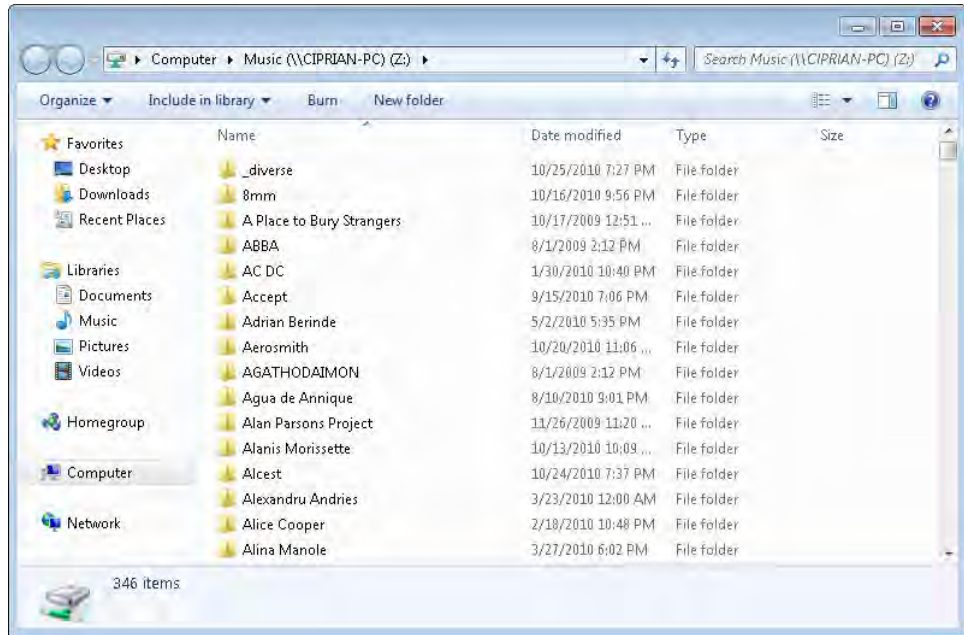 Computer Music (\\CIPRIAN-PC) (Z:) Search Music (\\CIPRIAN-PC) (Z:)
Organize Include in library Burn New folder
Name Date modified Type Size
Favorites
Desktop
Downloads
Recent Places
Libraries
Documents
Music
Pictures
Videos
Homegroup
Computer
Network
_diverse 10/25/2010 7:27 PM File folder
8mm 10/16/2010 9:56 PM File folder
A Place to Bury Strangers 10/17/2009 12:51 ... File folder
ABBA 8/1/2009 2:12 PM File folder
AC DC 1/30/2010 10:40 PM File folder
Accept 9/15/2010 7:06 PM File folder
Adrian Berinde 5/2/2010 5:35 PM File folder
Aerosmith 10/20/2010 11:06 ... File folder
AGATHODAIMON 8/1/2009 2:12 PM File folder
Agua de Annique 8/10/2010 9:01 PM File folder
Alan Parsons Project 11/26/2009 11:20 ... File folder
Alanis Morissette 10/13/2010 10:09 ... File folder
Alcest 10/24/2010 7:37 PM File folder
Alexandru Andries 3/23/2010 12:00 AM File folder
Alice Cooper 2/18/2010 10:48 PM File folder
Alina Manole 3/27/2010 6:02 PM File folder
346 items